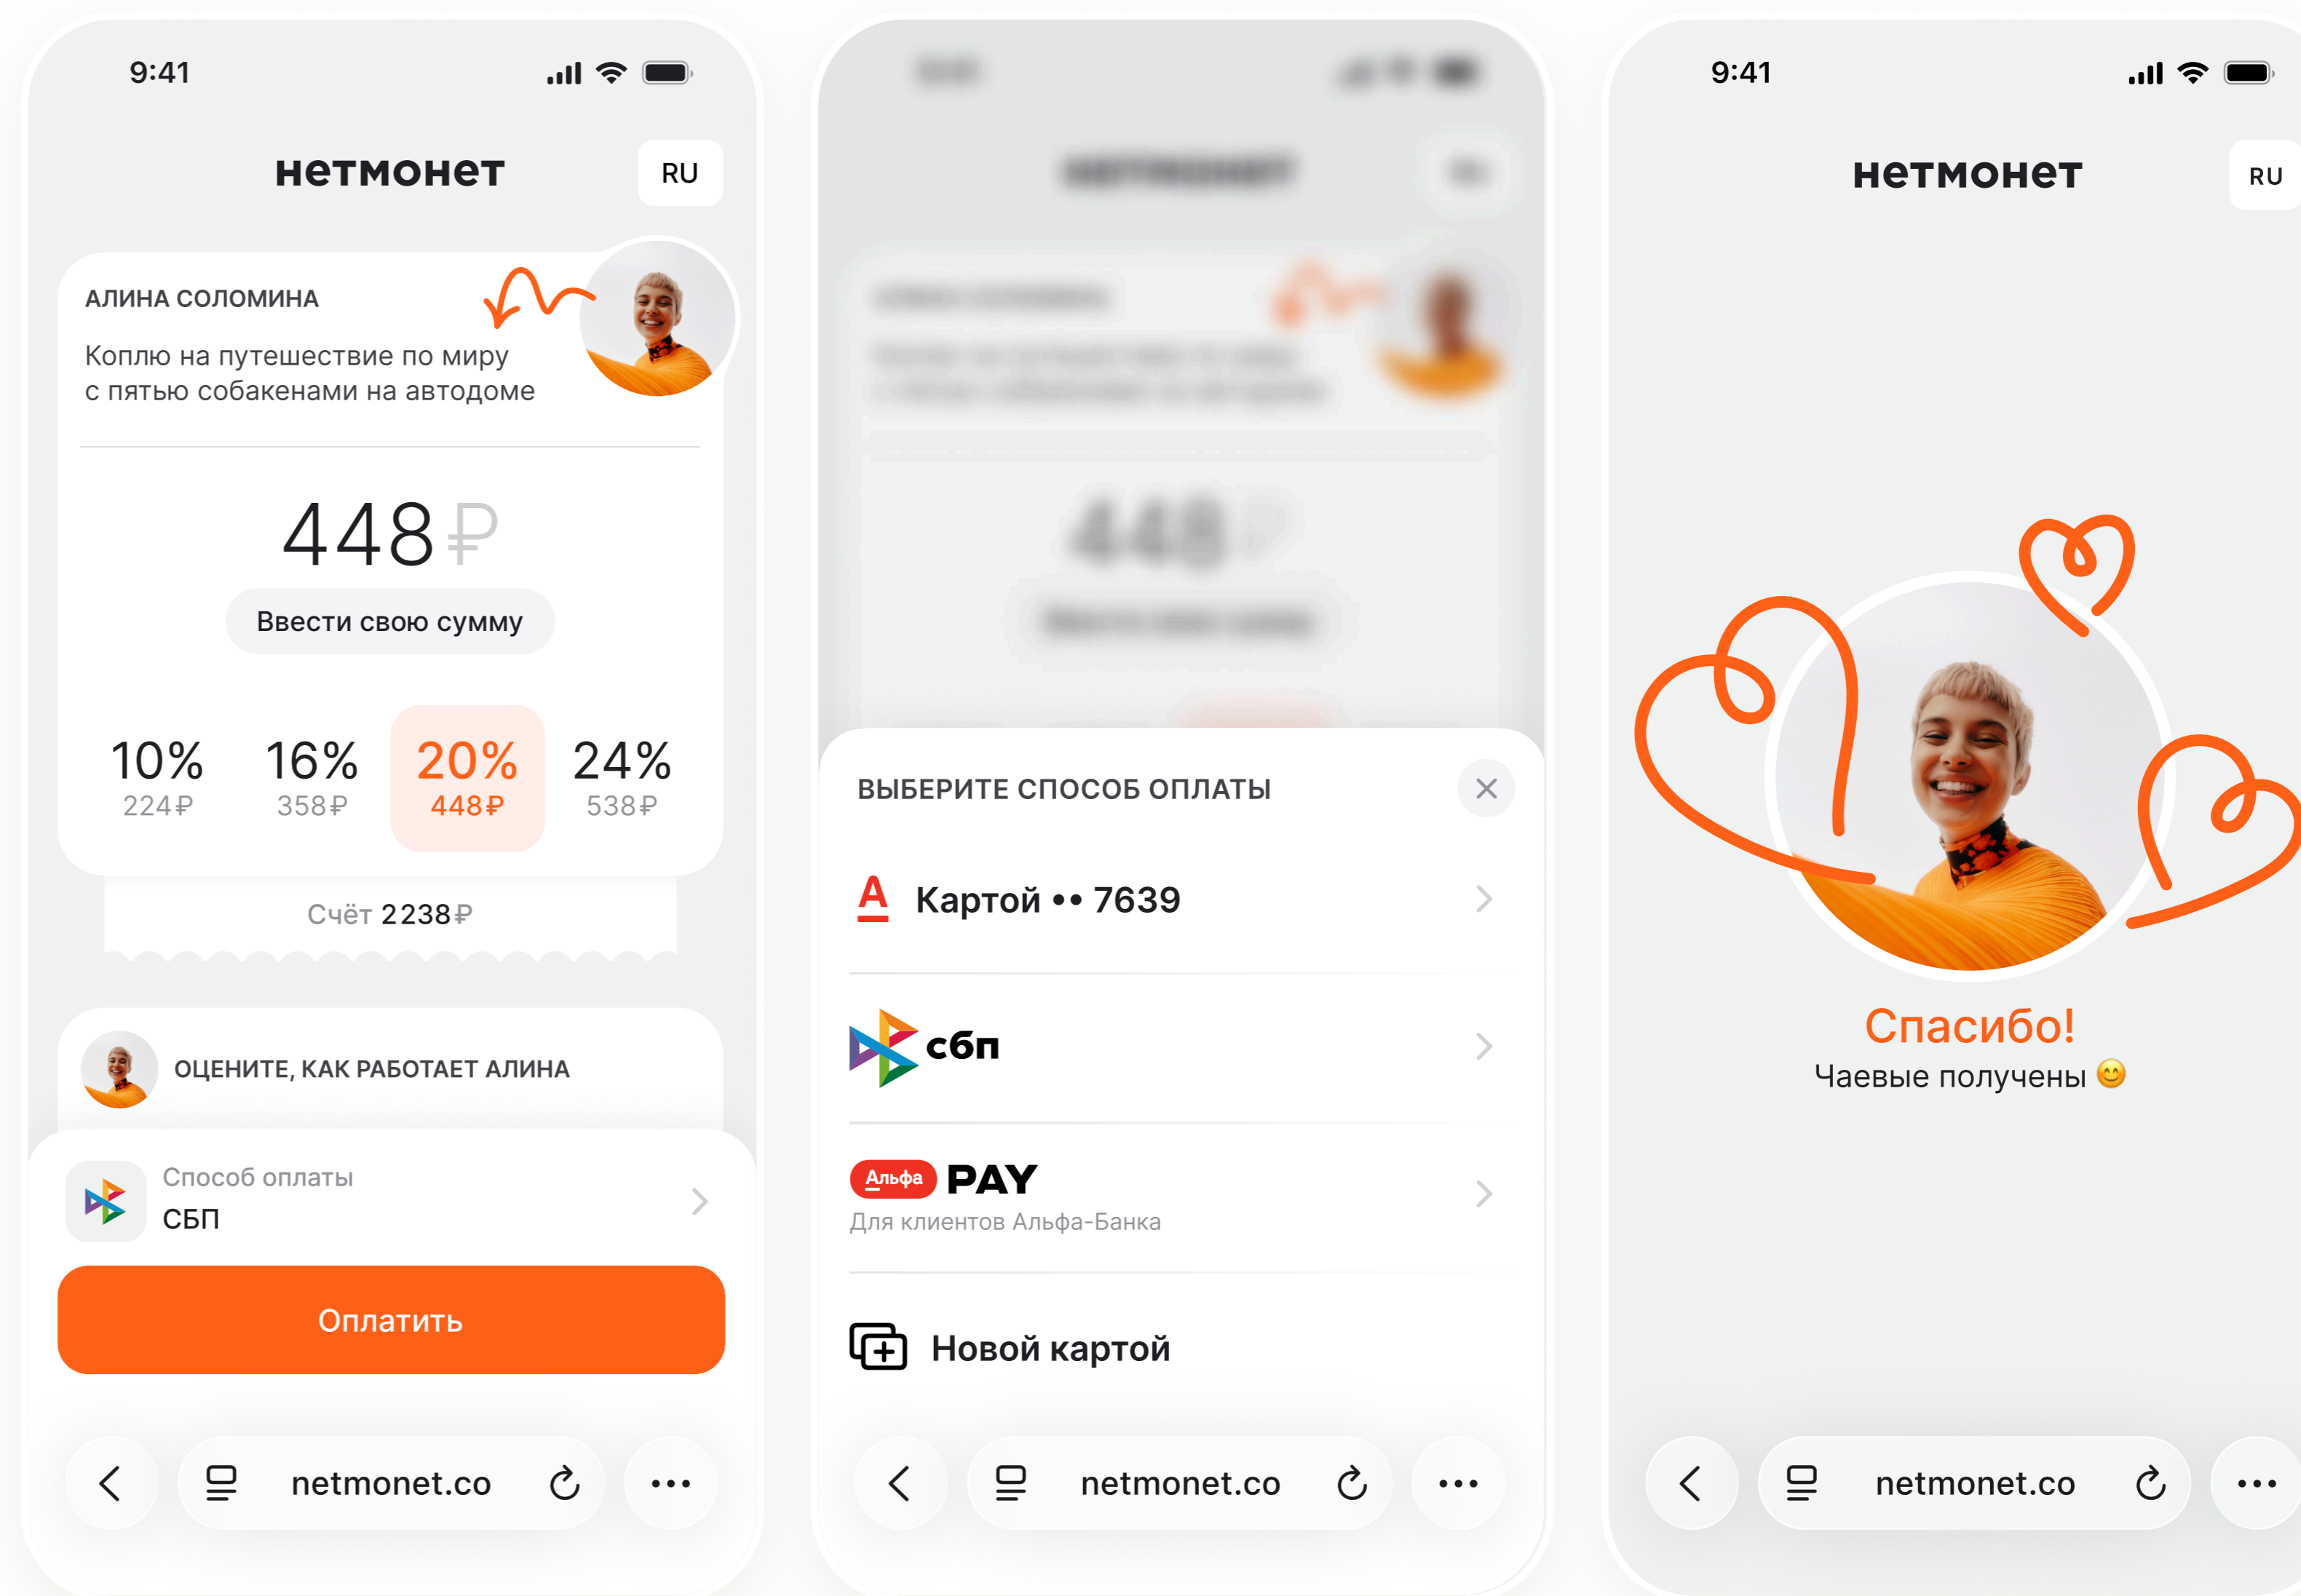 9:41
нетмонет
RU
АЛИНА СОЛОМИНА
Коплю на путешествие по миру
с пятью собакенами на автодоме
448₽
Ввести свою сумму
10% 16% 20% 24%
224₽ 358₽ 448₽ 538₽
Счёт 2238₽
ОЦЕНИТЕ, КАК РАБОТАЕТ АЛИНА
Способ оплаты
СБП
Оплатить
netmonet.co
ВЫБЕРИТЕ СПОСОБ ОПЛАТЫ
А Картой •• 7639
сбп
Альфа PAY
Для клиентов Альфа-Банка
Новой картой
netmonet.co
9:41
нетмонет
RU
Спасибо!
Чаевые получены 😊
netmonet.co